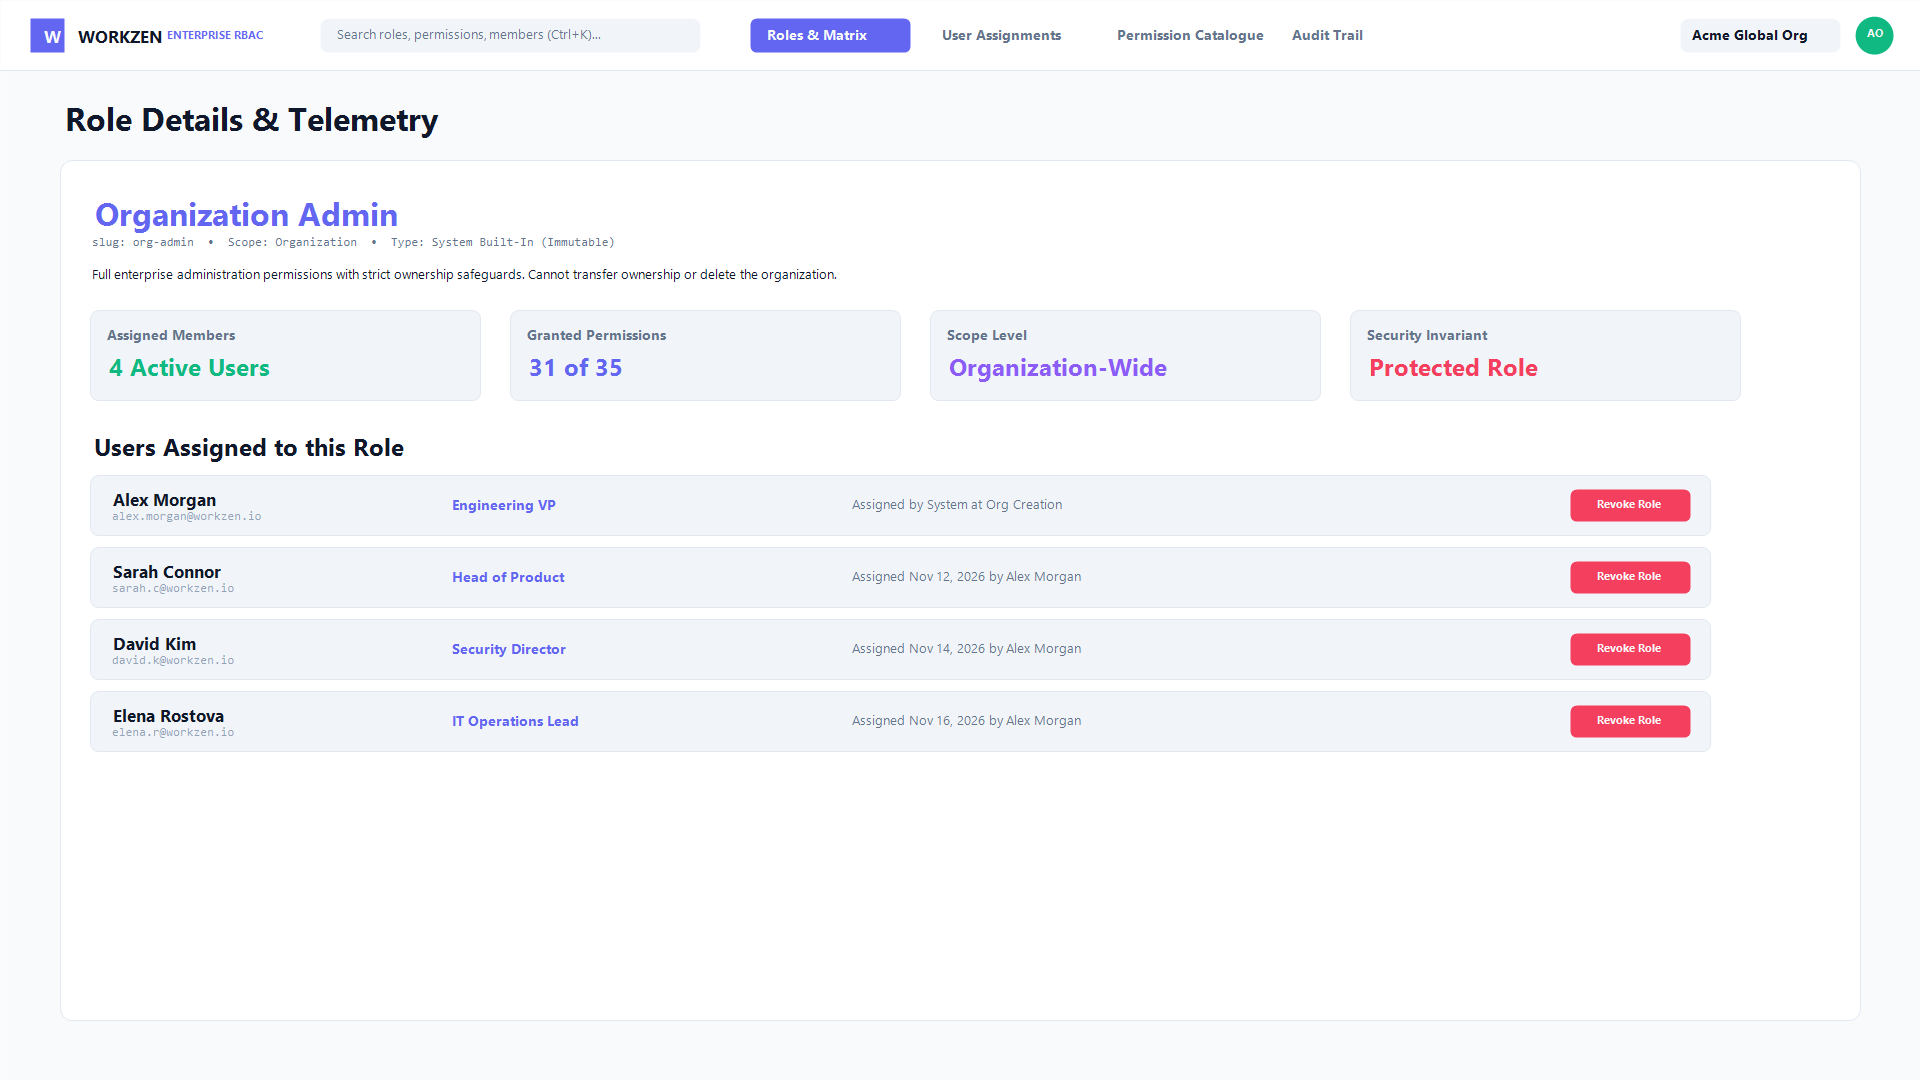 W WORKZEN ENTERPRISE RBAC
Search roles, permissions, members (Ctrl+K)...
Roles & Matrix
User Assignments
Permission Catalogue
Audit Trail
Acme Global Org
AO
Role Details & Telemetry
Organization Admin
slug: org-admin • Scope: Organization • Type: System Built-In (Immutable)
Full enterprise administration permissions with strict ownership safeguards. Cannot transfer ownership or delete the organization.
Assigned Members
4 Active Users
Granted Permissions
31 of 35
Scope Level
Organization-Wide
Security Invariant
Protected Role
Users Assigned to this Role
Alex Morgan
alex.morgan@workzen.io
Engineering VP
Assigned by System at Org Creation
Revoke Role
Sarah Connor
sarah.c@workzen.io
Head of Product
Assigned Nov 12, 2026 by Alex Morgan
Revoke Role
David Kim
david.k@workzen.io
Security Director
Assigned Nov 14, 2026 by Alex Morgan
Revoke Role
Elena Rostova
elena.r@workzen.io
IT Operations Lead
Assigned Nov 16, 2026 by Alex Morgan
Revoke Role